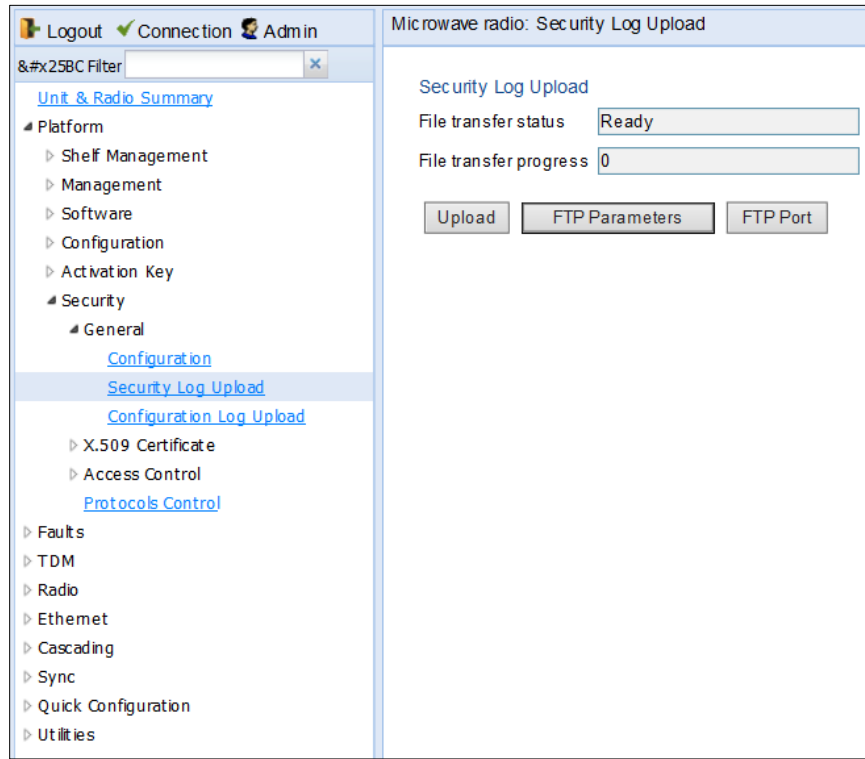 Logout Connection Admin
&#x25BC Filter
Unit & Radio Summary
Platform
Shelf Management
Management
Software
Configuration
Activation Key
Security
General
Configuration
Security Log Upload
Configuration Log Upload
X.509 Certificate
Access Control
Protocols Control
Faults
TDM
Radio
Ethernet
Cascading
Sync
Quick Configuration
Utilities
Microwave radio: Security Log Upload
Security Log Upload
File transfer status Ready
File transfer progress 0
Upload FTP Parameters FTP Port